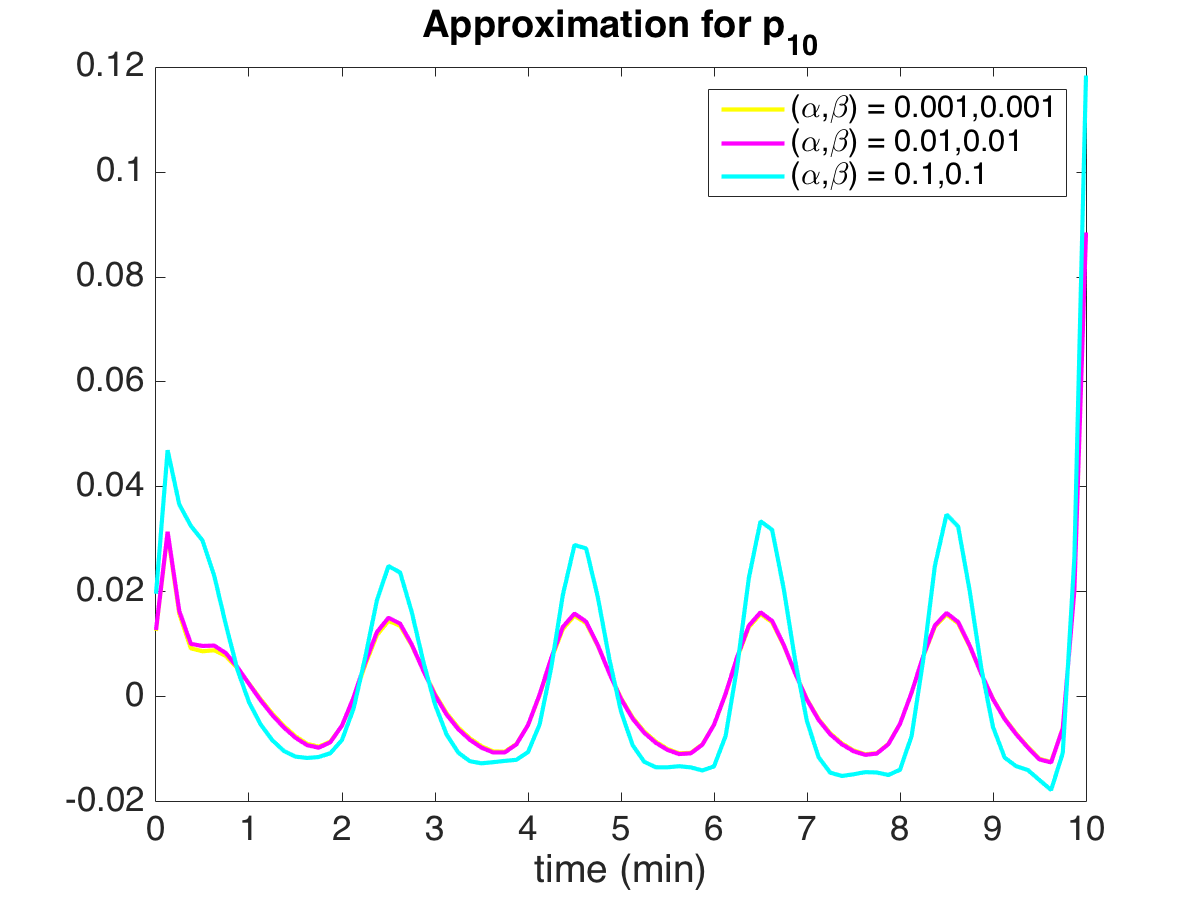 Approximation for p10
(α,β) = 0.001,0.001
(α,β) = 0.01,0.01
(α,β) = 0.1,0.1
0.12
0.1
0.08
0.06
0.04
0.02
0
-0.02
0 1 2 3 4 5 6 7 8 9 10
time (min)